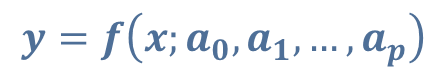 y = f(x; a₀, a₁, …, aₚ)